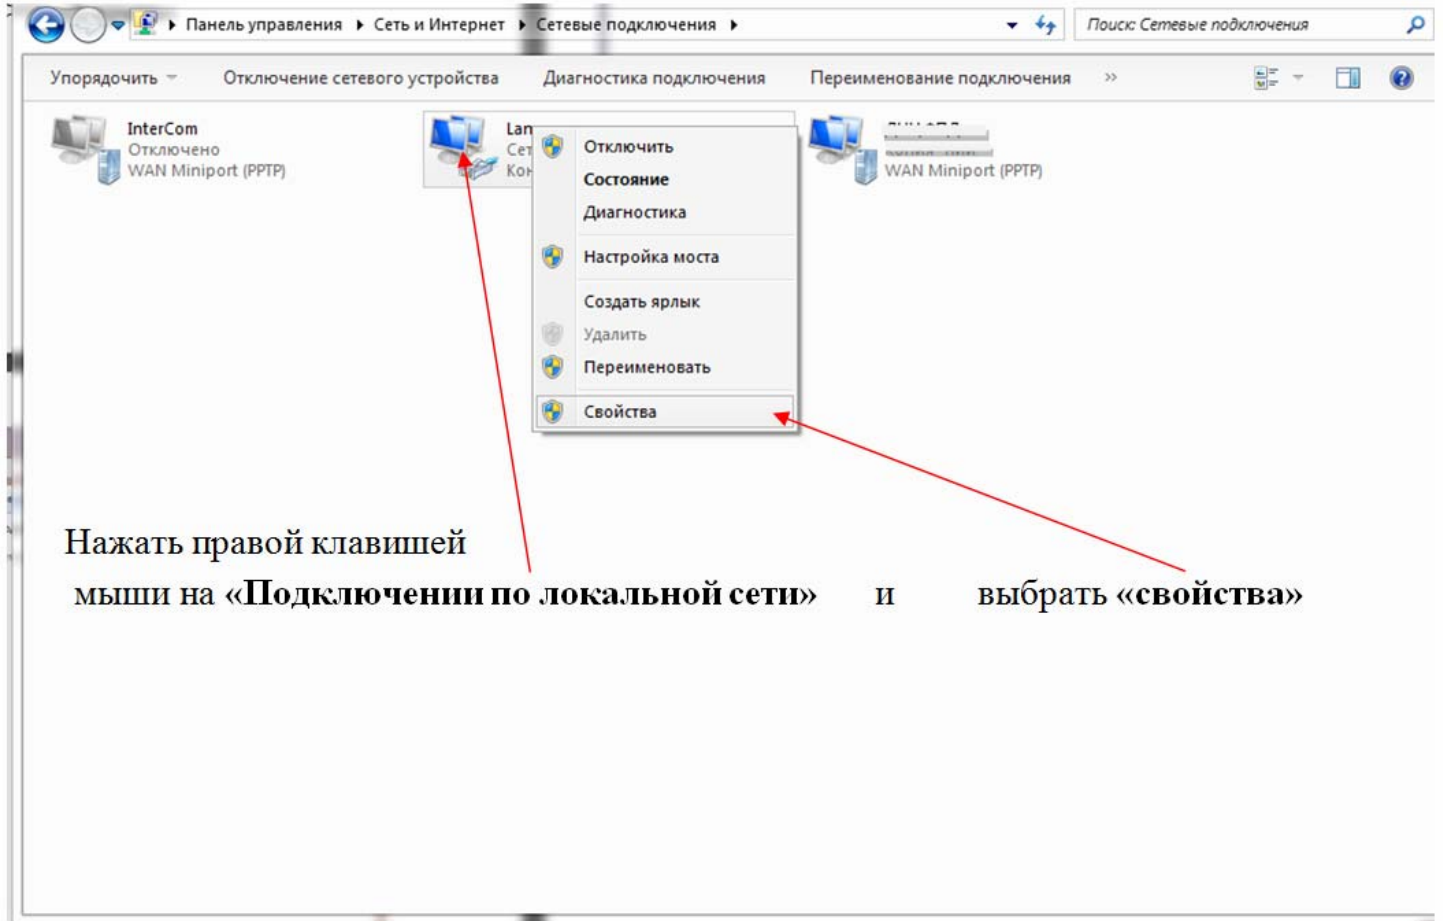 Панель управления Сеть и Интернет Сетевые подключения Поиск: Сетевые подключения
Упорядочить Отключение сетевого устройства Диагностика подключения Переименование подключения »
InterCom
Отключено
WAN Miniport (PPTP)
Lan
Сет
Кон
WAN Miniport (PPTP)
Отключить
Состояние
Диагностика
Настройка моста
Создать ярлык
Удалить
Переименовать
Свойства
Нажать правой клавишей
мыши на «Подключении по локальной сети» и выбрать «свойства»